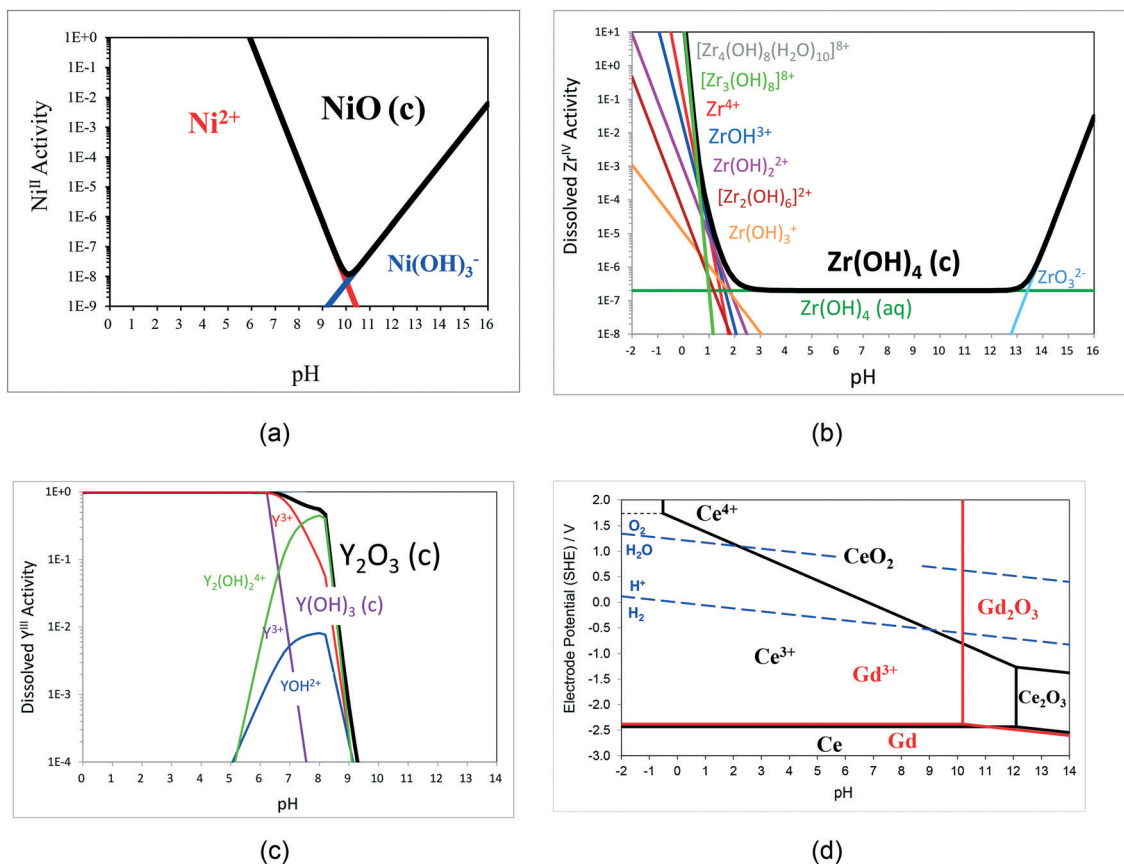 1E+0
1E-1
1E-2
1E-3
1E-4
1E-5
1E-6
1E-7
1E-8
1E-9
Ni^II Activity
Ni²⁺
NiO (c)
Ni(OH)₃⁻
0 1 2 3 4 5 6 7 8 9 10 11 12 13 14 15 16
pH
(a)
1E+1
1E+0
1E-1
1E-2
1E-3
1E-4
1E-5
1E-6
1E-7
1E-8
Dissolved Zr^IV Activity
[Zr₄(OH)₈(H₂O)₁₀]⁸⁺
[Zr₃(OH)₈]⁸⁺
Zr⁴⁺
ZrOH³⁺
Zr(OH)₂²⁺
[Zr₂(OH)₆]²⁺
Zr(OH)₃⁺
Zr(OH)₄ (c)
ZrO₃²⁻
Zr(OH)₄ (aq)
-2 -1 0 1 2 3 4 5 6 7 8 9 10 11 12 13 14 15 16
pH
(b)
1E+0
1E-1
1E-2
1E-3
1E-4
Dissolved Y^III Activity
Y³⁺
Y₂O₃ (c)
Y₂(OH)₂⁴⁺
Y(OH)₃ (c)
Y³⁺
YOH²⁺
0 1 2 3 4 5 6 7 8 9 10 11 12 13 14
pH
(c)
2.0
1.5
1.0
0.5
0.0
-0.5
-1.0
-1.5
-2.0
-2.5
-3.0
Electrode Potential (SHE) / V
Ce⁴⁺
O₂
H₂O
CeO₂
H⁺
H₂
Gd₂O₃
Ce³⁺
Gd³⁺
Ce₂O₃
Ce
Gd
-2 -1 0 1 2 3 4 5 6 7 8 9 10 11 12 13 14
pH
(d)